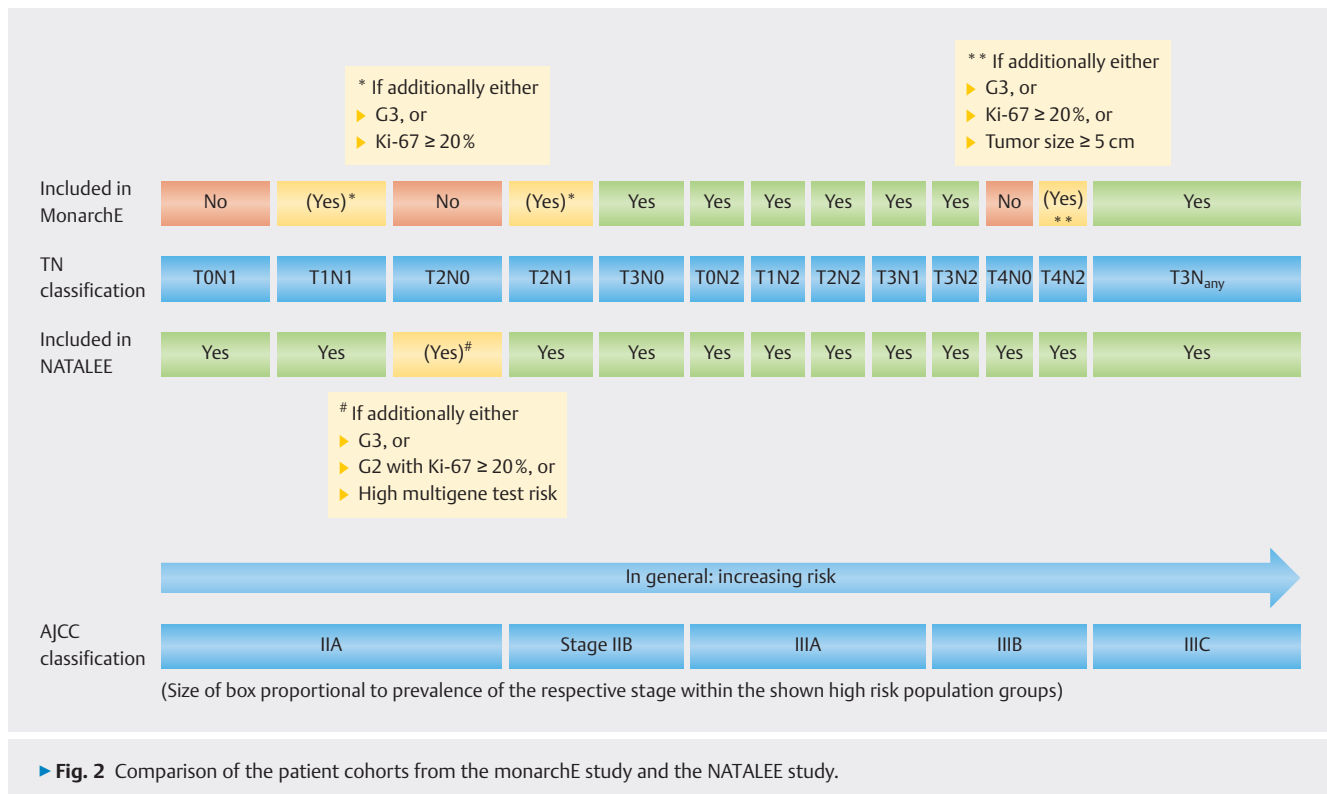 * If additionally either
▶ G3, or
▶ Ki-67 ≥ 20%
** If additionally either
▶ G3, or
▶ Ki-67 ≥ 20%, or
▶ Tumor size ≥ 5 cm
Included in
MonarchE
No
(Yes)*
No
(Yes)*
Yes
Yes
Yes
Yes
Yes
Yes
No
(Yes)
**
Yes
TN
classification
T0N1
T1N1
T2N0
T2N1
T3N0
T0N2
T1N2
T2N2
T3N1
T3N2
T4N0
T4N2
T3Nany
Included in
NATALEE
Yes
Yes
(Yes)#
Yes
Yes
Yes
Yes
Yes
Yes
Yes
Yes
Yes
Yes
# If additionally either
▶ G3, or
▶ G2 with Ki-67 ≥ 20%, or
▶ High multigene test risk
In general: increasing risk
AJCC
classification
IIA
Stage IIB
IIIA
IIIB
IIIC
(Size of box proportional to prevalence of the respective stage within the shown high risk population groups)
▶ Fig. 2 Comparison of the patient cohorts from the monarchE study and the NATALEE study.